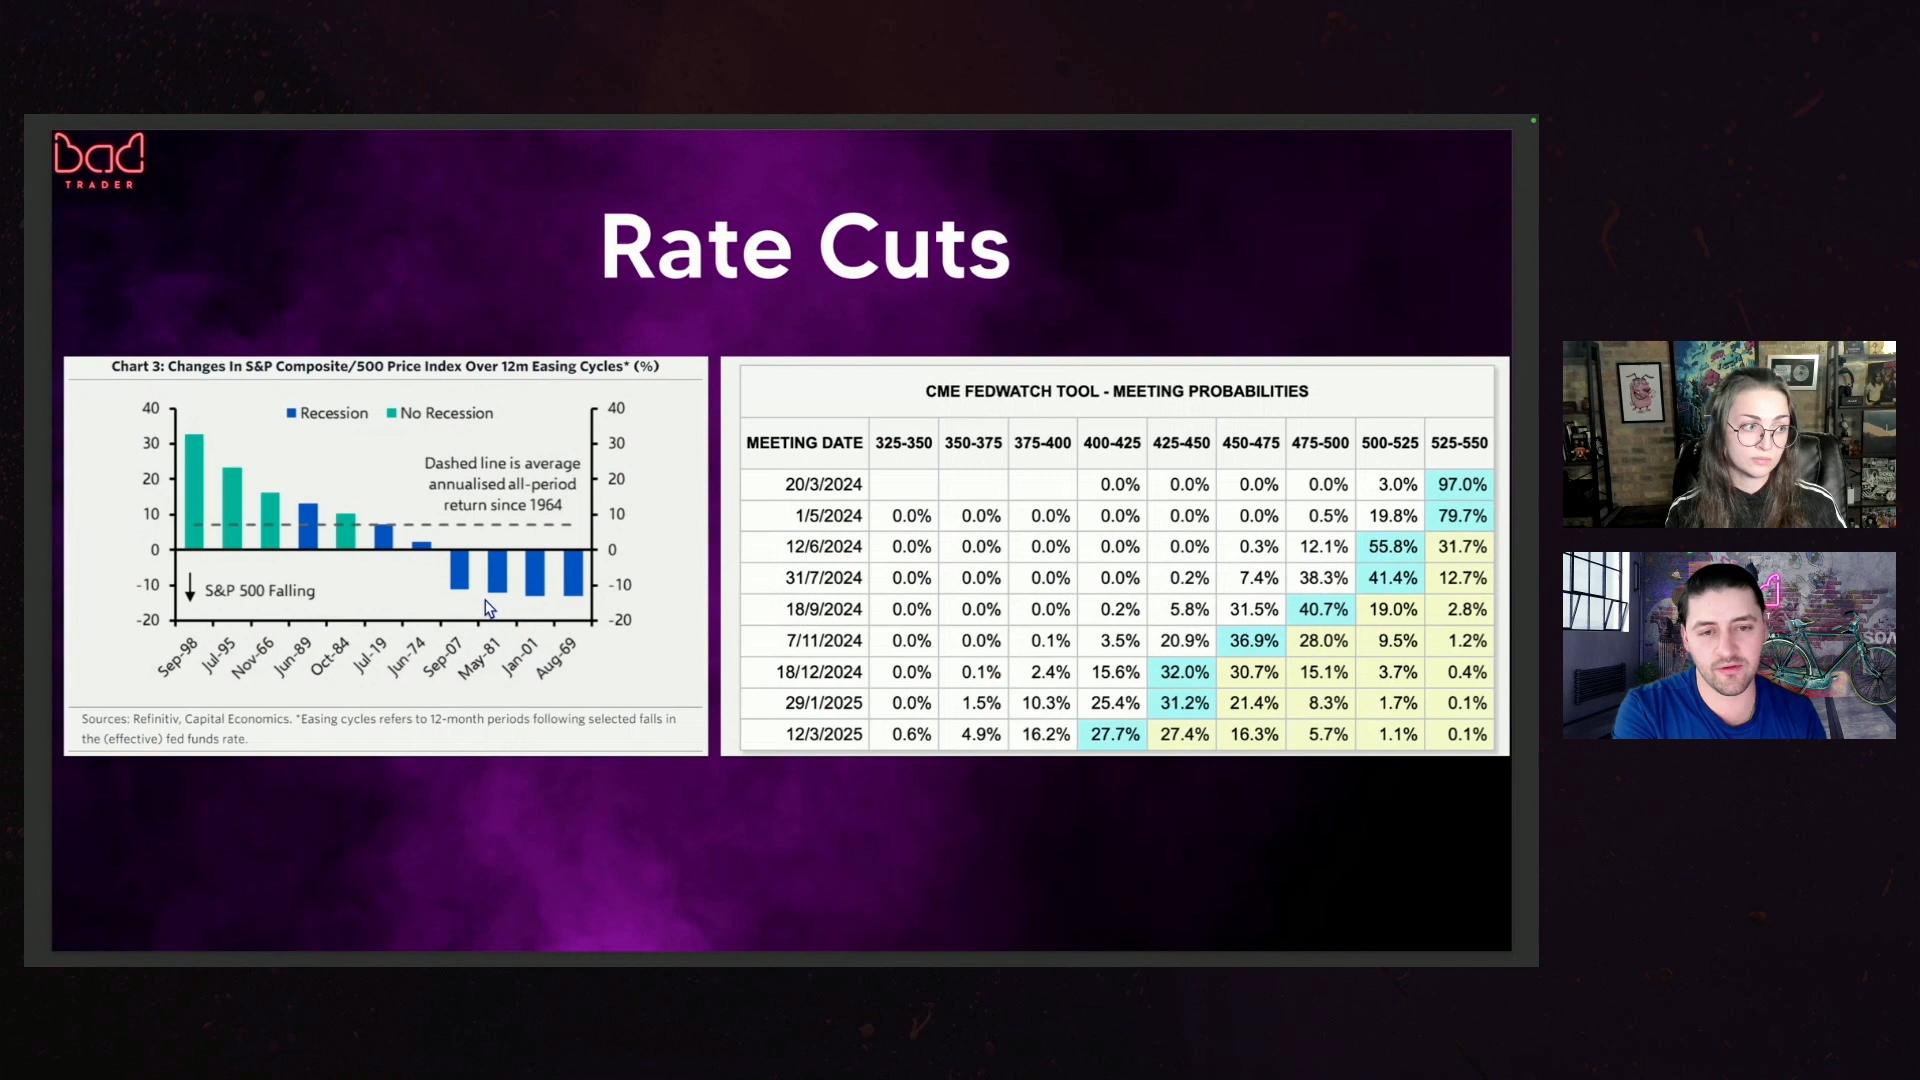 bad
TRADER
Rate Cuts
Chart 3: Changes In S&P Composite/500 Price Index Over 12m Easing Cycles* (%)
Recession No Recession
40 40
30 30
20 20
10 10
0 0
-10 -10
-20 -20
Dashed line is average
annualised all-period
return since 1964
S&P 500 Falling
Sep-98 Jul-95 Nov-66 Jun-89 Oct-84 Jul-19 Jun-74 Sep-07 May-81 Jan-01 Aug-69
Sources: Refinitiv, Capital Economics. *Easing cycles refers to 12-month periods following selected falls in
the (effective) fed funds rate.
CME FEDWATCH TOOL - MEETING PROBABILITIES
MEETING DATE 325-350 350-375 375-400 400-425 425-450 450-475 475-500 500-525 525-550
20/3/2024 0.0% 0.0% 0.0% 0.0% 3.0% 97.0%
1/5/2024 0.0% 0.0% 0.0% 0.0% 0.0% 0.0% 0.5% 19.8% 79.7%
12/6/2024 0.0% 0.0% 0.0% 0.0% 0.0% 0.3% 12.1% 55.8% 31.7%
31/7/2024 0.0% 0.0% 0.0% 0.0% 0.2% 7.4% 38.3% 41.4% 12.7%
18/9/2024 0.0% 0.0% 0.0% 0.2% 5.8% 31.5% 40.7% 19.0% 2.8%
7/11/2024 0.0% 0.0% 0.1% 3.5% 20.9% 36.9% 28.0% 9.5% 1.2%
18/12/2024 0.0% 0.1% 2.4% 15.6% 32.0% 30.7% 15.1% 3.7% 0.4%
29/1/2025 0.0% 1.5% 10.3% 25.4% 31.2% 21.4% 8.3% 1.7% 0.1%
12/3/2025 0.6% 4.9% 16.2% 27.7% 27.4% 16.3% 5.7% 1.1% 0.1%